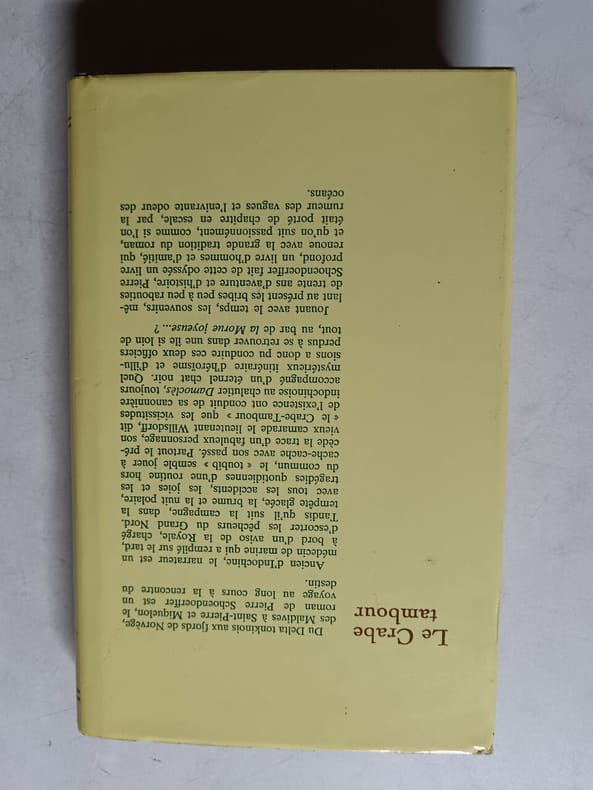 Le Crabe
tambour
Du Delta tonkinois aux fjords de Norvège,
des Maldives à Saint-Pierre et Miquelon, le
roman de Pierre Schoendoerffer est un
voyage au long cours à la rencontre du
destin.
Ancien d'Indochine, le narrateur est un
médecin de marine qui a rempilé sur le tard,
à bord d'un aviso de la Royale, chargé
d'escorter les pêcheurs du Grand Nord.
Tandis qu'il suit la campagne, dans la
tempête glacée, la brume et la nuit polaire,
avec tous les accidents, les joies et les
tragédies quotidiennes d'une routine hors
du commun, le « toubib » semble jouer à
cache-cache avec son passé. Partout le pré-
cède la trace d'un fabuleux personnage, son
vieux camarade le lieutenant Willsdorff, dit
« le Crabe-Tambour » que les vicissitudes
de l'existence ont conduit de sa canonnière
indochinoise au chalutier Damoclès, toujours
accompagné d'un éternel chat noir. Quel
mystérieux itinéraire d'héroïsme et d'illu-
sions a donc pu conduire ces deux officiers
perdus à se retrouver dans une île si loin de
tout, au bar de la Morue joyeuse... ?
Jouant avec le temps, les souvenirs, mê-
lant au présent les bribes peu à peu raboutées
de trente ans d'aventure et d'histoire, Pierre
Schoendoerffer fait de cette odyssée un livre
profond, un livre d'hommes et d'amitié, qui
renoue avec la grande tradition du roman,
et qu'on suit passionnément, comme si l'on
était porté de chapitre en escale, par la
rumeur des vagues et l'enivrante odeur des
océans.